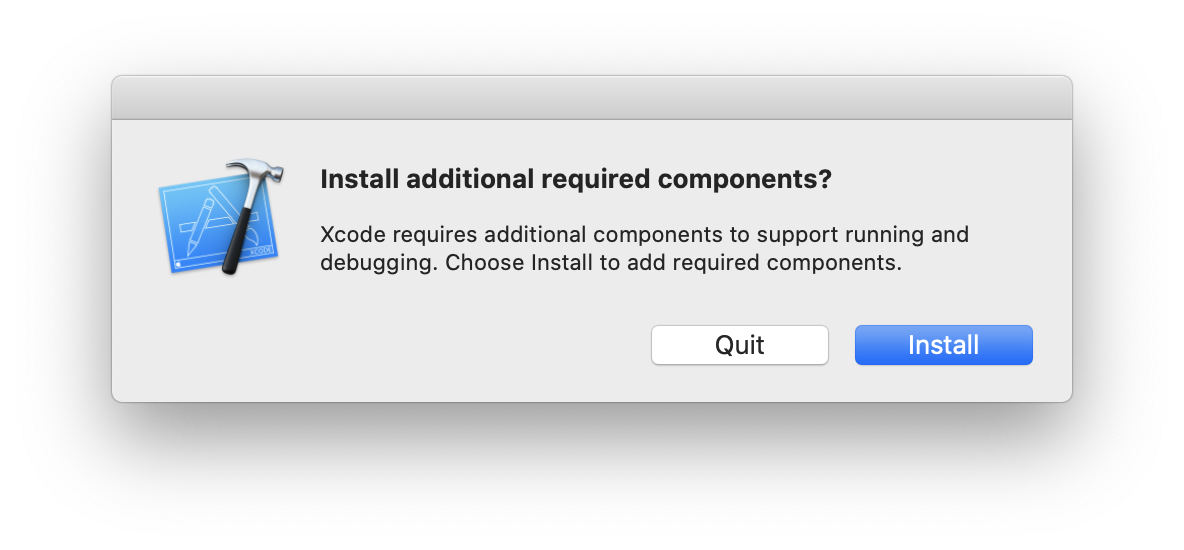 Install additional required components?
Xcode requires additional components to support running and
debugging. Choose Install to add required components.
XCODE
Quit
Install